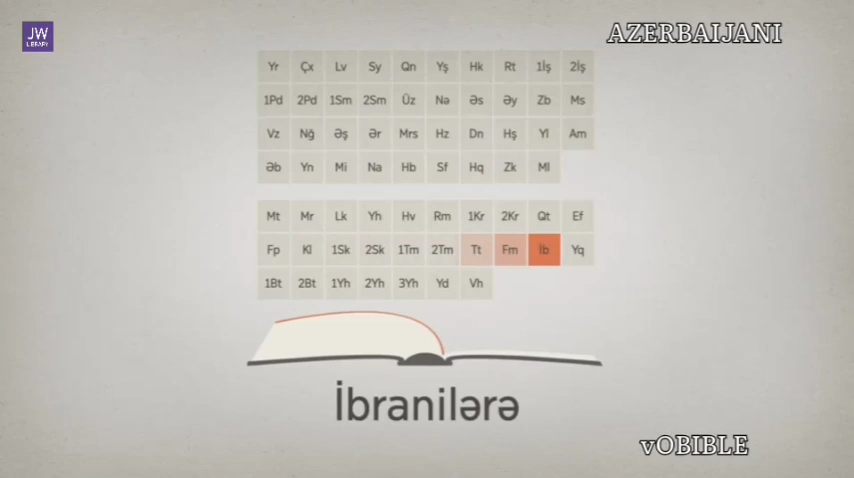 JW
LIBRARY
AZERBAIJANI
Yr Çx Lv Sy Qn Yş Hk Rt 1İş 2İş
1Pd 2Pd 1Sm 2Sm Üz Nə Əs Əy Zb Ms
Vz Nğ Əş Ər Mrs Hz Dn Hş Yl Am
Əb Yn Mi Na Hb Sf Hq Zk Ml
Mt Mr Lk Yh Hv Rm 1Kr 2Kr Qt Ef
Fp Kl 1Sk 2Sk 1Tm 2Tm Tt Fm İb Yq
1Bt 2Bt 1Yh 2Yh 3Yh Yd Vh
İbranilərə
vOBIBLE